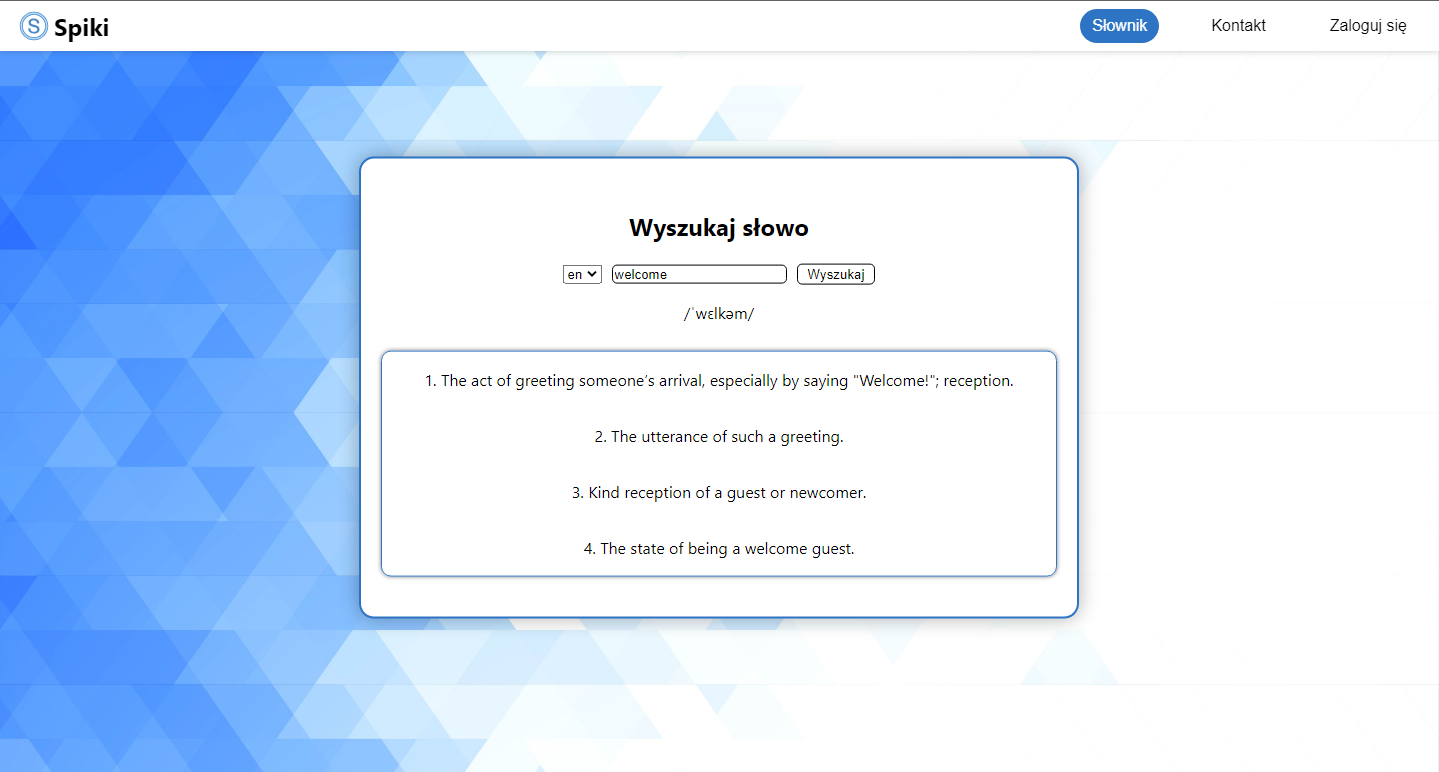 S Spiki
Słownik
Kontakt
Zaloguj się
Wyszukaj słowo
en welcome Wyszukaj
/ˈwɛlkəm/
1. The act of greeting someone’s arrival, especially by saying "Welcome!"; reception.
2. The utterance of such a greeting.
3. Kind reception of a guest or newcomer.
4. The state of being a welcome guest.